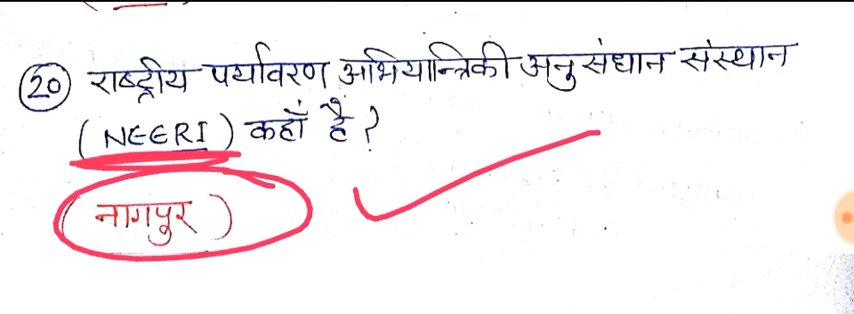 (20) राष्ट्रीय पर्यावरण अभियान्त्रिकी अनुसंधान संस्थान
(NEERI) कहाँ है ?
(नागपुर)